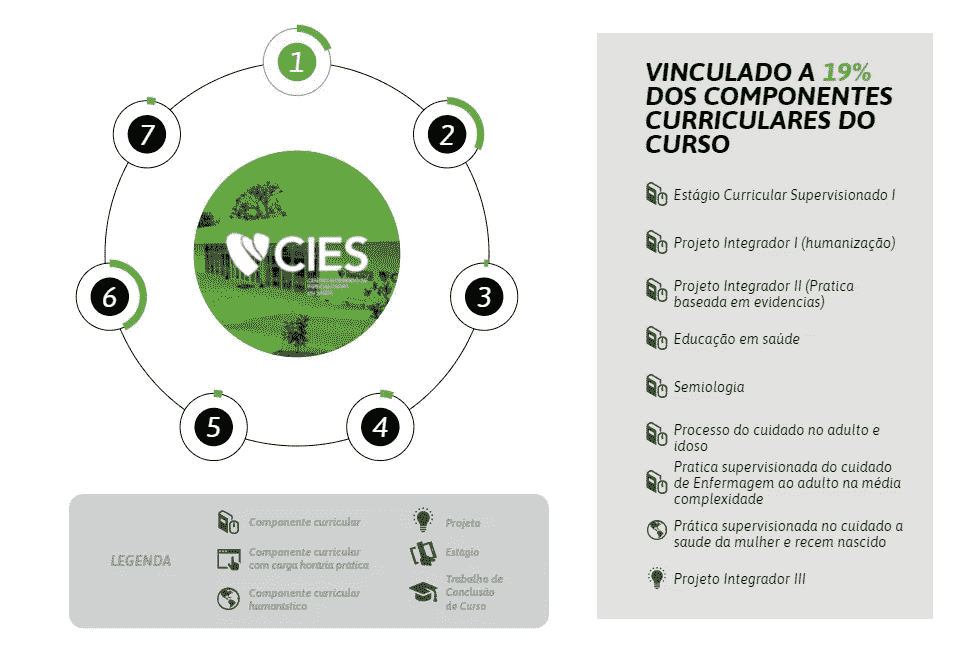 1
2
3
4
5
6
7
CIES
VINCULADO A 19%
DOS COMPONENTES
CURRICULARES DO
CURSO
Estágio Curricular Supervisionado I
Projeto Integrador I (humanização)
Projeto Integrador II (Pratica
baseada em evidencias)
Educação em saúde
Semiologia
Processo do cuidado no adulto e
idoso
Pratica supervisionada do cuidado
de Enfermagem ao adulto na média
complexidade
Prática supervisionada no cuidado a
saude da mulher e recem nascido
Projeto Integrador III
LEGENDA
Componente curricular
Componente curricular
com carga horária prática
Componente curricular
humanístico
Projeto
Estágio
Trabalho de
Conclusão
de Curso